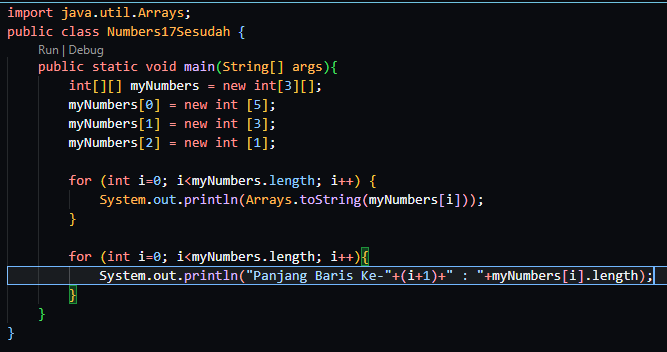 import java.util.Arrays;
public class Numbers17Sesudah {
Run | Debug
public static void main(String[] args){
int[][] myNumbers = new int[3][];
myNumbers[0] = new int [5];
myNumbers[1] = new int [3];
myNumbers[2] = new int [1];
for (int i=0; i<myNumbers.length; i++) {
System.out.println(Arrays.toString(myNumbers[i]));
}
for (int i=0; i<myNumbers.length; i++){
System.out.println("Panjang Baris Ke-"+(i+1)+" : "+myNumbers[i].length);
}
}
}